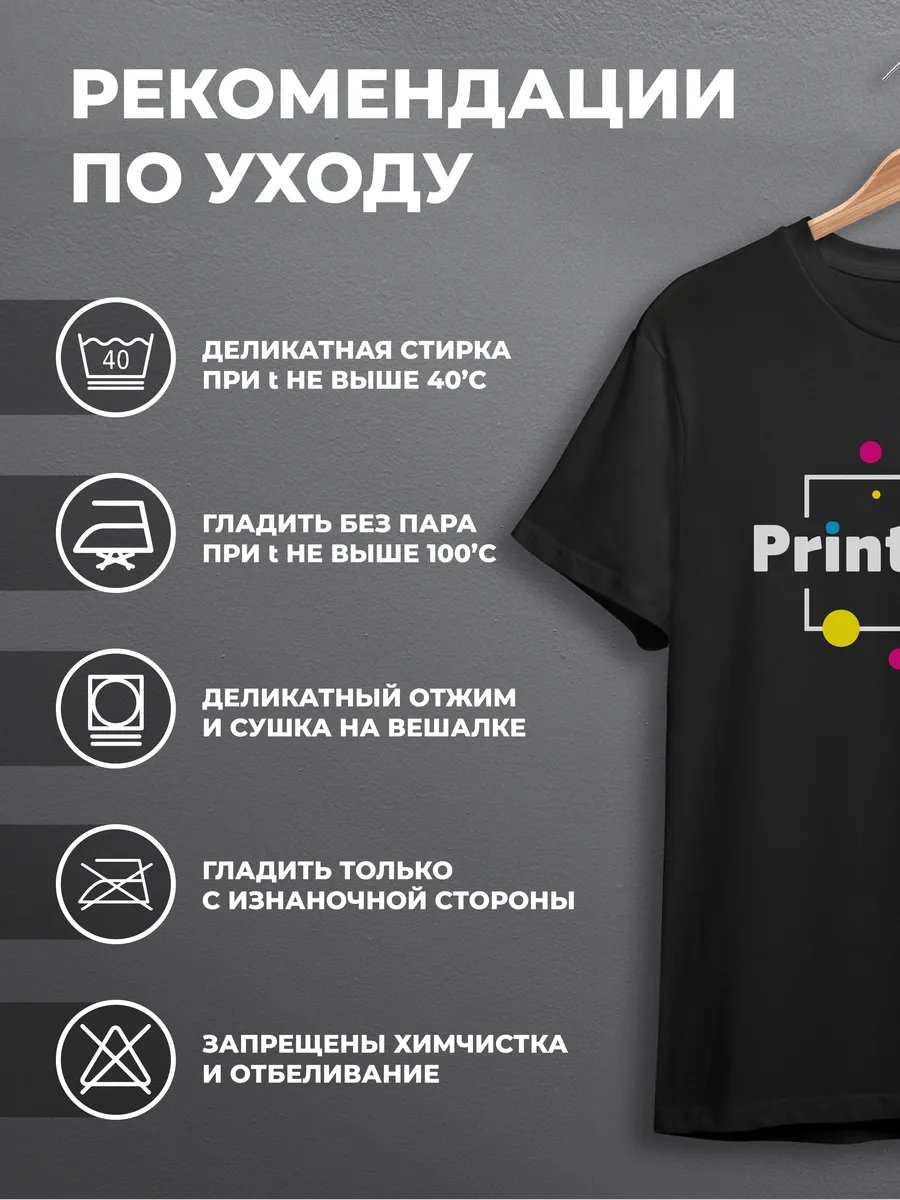 РЕКОМЕНДАЦИИ
ПО УХОДУ
40
ДЕЛИКАТНАЯ СТИРКА
ПРИ t НЕ ВЫШЕ 40’С
ГЛАДИТЬ БЕЗ ПАРА
ПРИ t НЕ ВЫШЕ 100’С
Print
ДЕЛИКАТНЫЙ ОТЖИМ
И СУШКА НА ВЕШАЛКЕ
ГЛАДИТЬ ТОЛЬКО
С ИЗНАНОЧНОЙ СТОРОНЫ
ЗАПРЕЩЕНЫ ХИМЧИСТКА
И ОТБЕЛИВАНИЕ